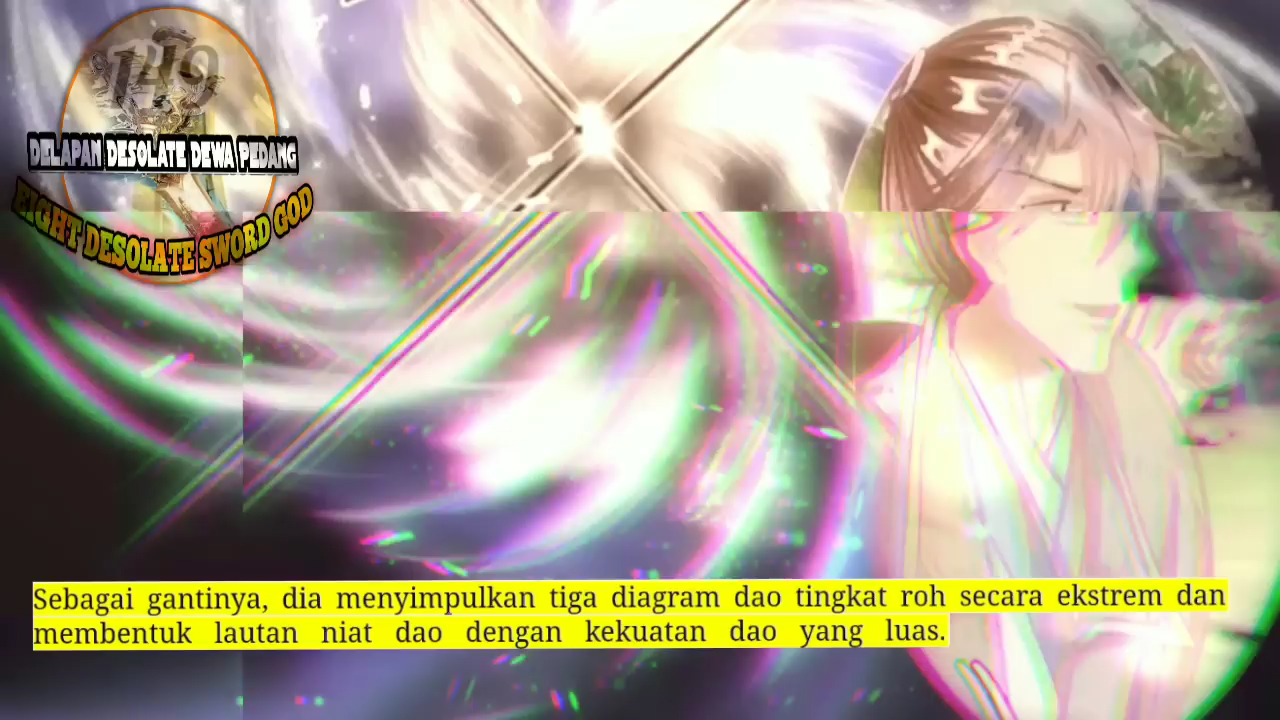 149
DELAPAN DESOLATE DEWA PEDANG
EIGHT DESOLATE SWORD GOD
Sebagai gantinya, dia menyimpulkan tiga diagram dao tingkat roh secara ekstrem dan
membentuk lautan niat dao dengan kekuatan dao yang luas.